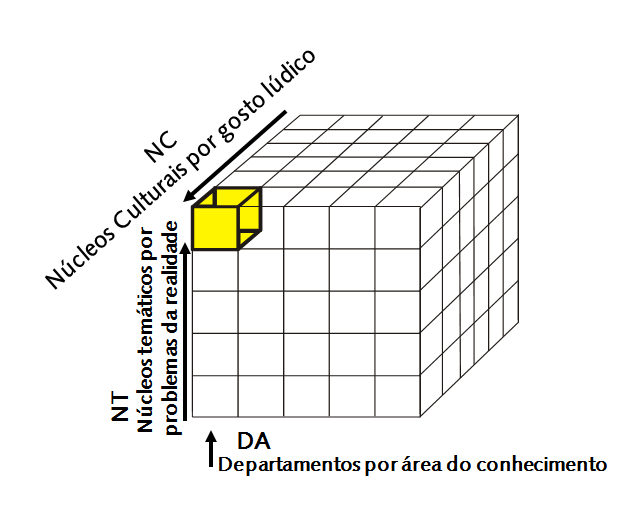 NC
Núcleos Culturais por gosto lúdico
NT
Núcleos temáticos por
problemas da realidade
DA
Departamentos por área do conhecimento